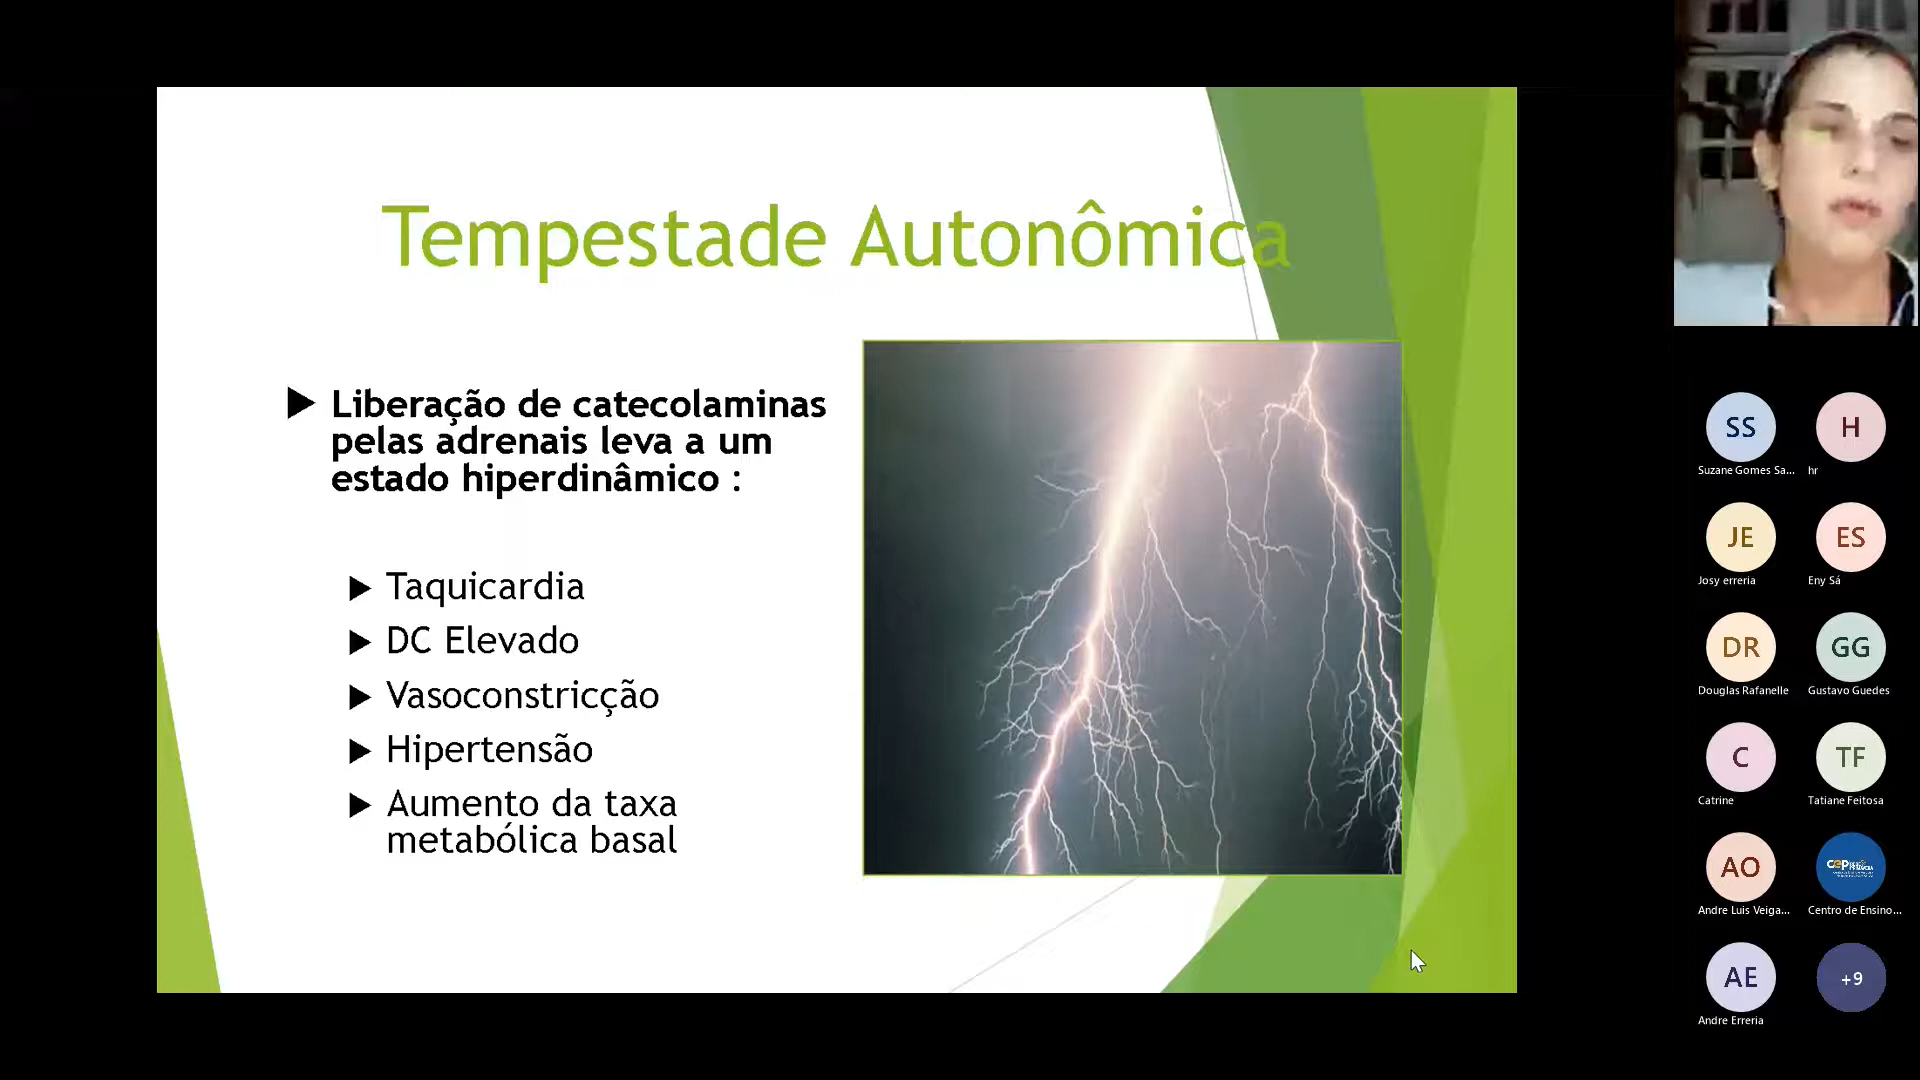 Tempestade Autonômica
Liberação de catecolaminas
pelas adrenais leva a um
estado hiperdinâmico :
Taquicardia
DC Elevado
Vasoconstricção
Hipertensão
Aumento da taxa
metabólica basal
SS
H
Suzane Gomes Sa...
hr
JE
ES
Josy erreria
Eny Sá
DR
GG
Douglas Rafanelle
Gustavo Guedes
C
TF
Catrine
Tatiane Feitosa
AO
cep
Andre Luis Veiga...
Centro de Ensino...
AE
+9
Andre Erreria